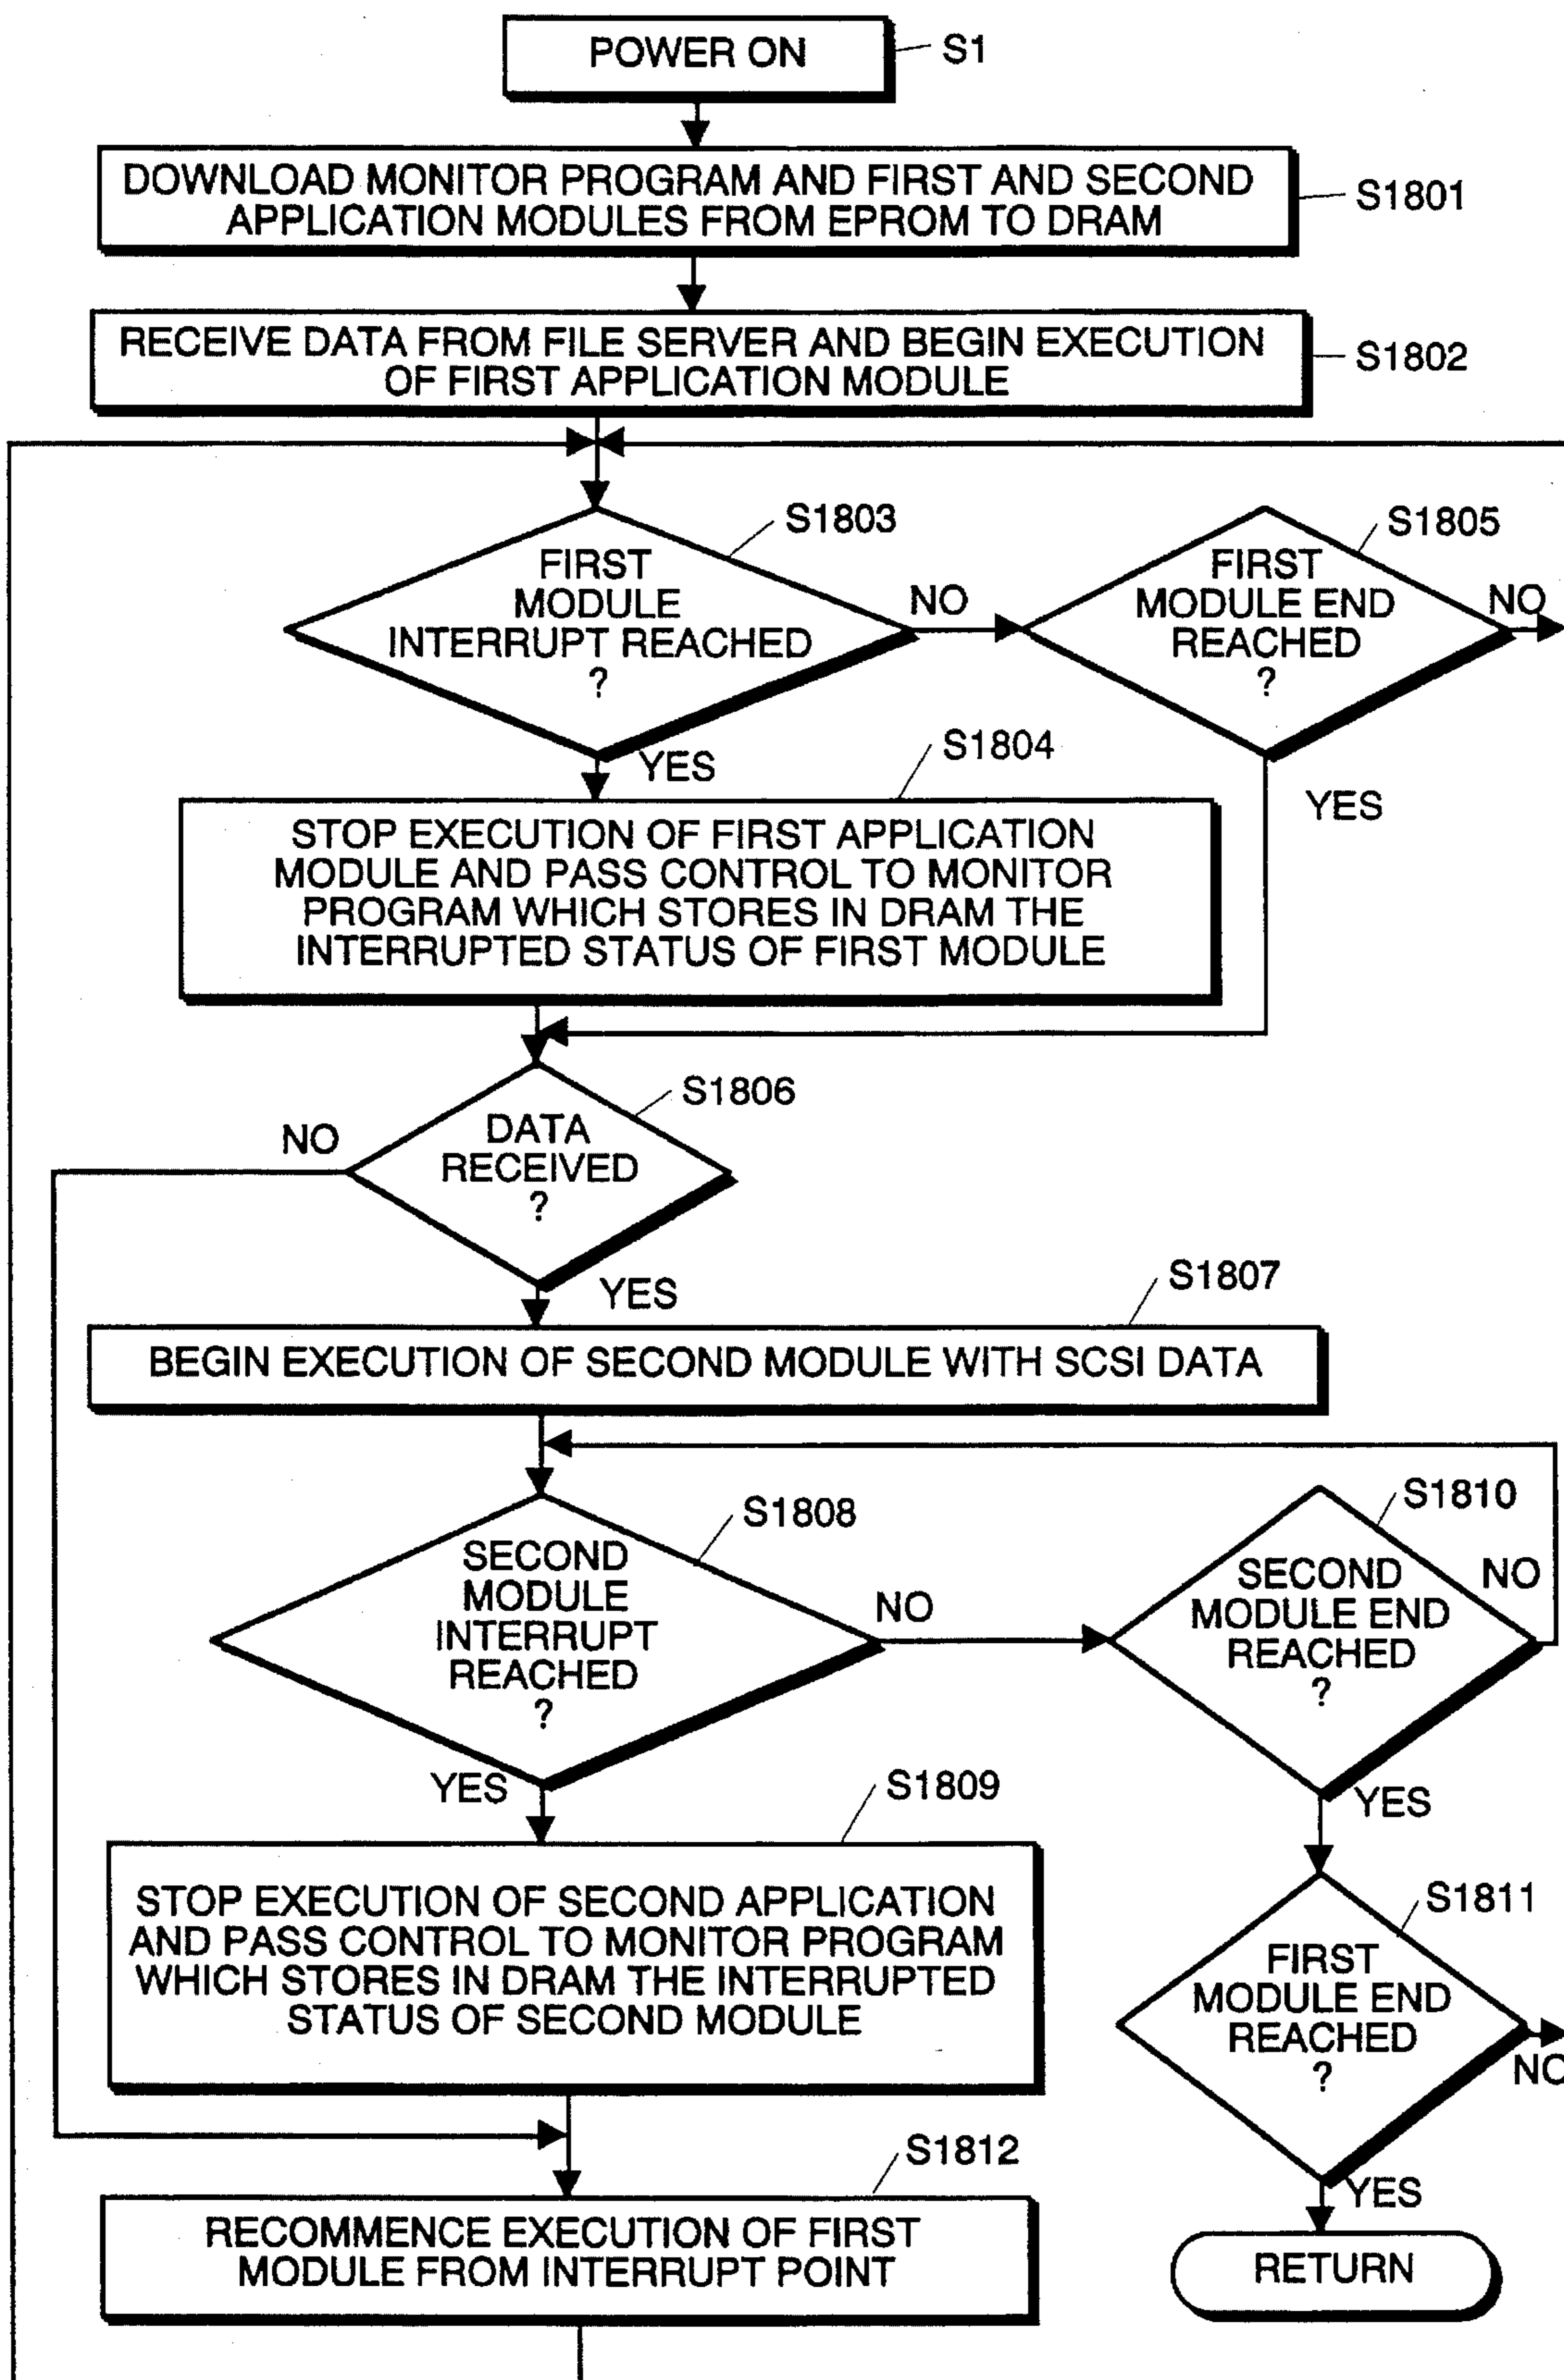 POWER ON
S1
DOWNLOAD MONITOR PROGRAM AND FIRST AND SECOND
APPLICATION MODULES FROM EPROM TO DRAM
S1801
RECEIVE DATA FROM FILE SERVER AND BEGIN EXECUTION
OF FIRST APPLICATION MODULE
S1802
S1803
FIRST
MODULE
INTERRUPT REACHED
?
NO
S1805
FIRST
MODULE END
REACHED
?
NO
YES
S1804
YES
STOP EXECUTION OF FIRST APPLICATION
MODULE AND PASS CONTROL TO MONITOR
PROGRAM WHICH STORES IN DRAM THE
INTERRUPTED STATUS OF FIRST MODULE
S1806
NO
DATA
RECEIVED
?
YES
S1807
BEGIN EXECUTION OF SECOND MODULE WITH SCSI DATA
S1808
SECOND
MODULE
INTERRUPT
REACHED
?
NO
S1810
SECOND
MODULE END
REACHED
?
NO
YES
S1809
YES
STOP EXECUTION OF SECOND APPLICATION
AND PASS CONTROL TO MONITOR PROGRAM
WHICH STORES IN DRAM THE INTERRUPTED
STATUS OF SECOND MODULE
S1811
FIRST
MODULE END
REACHED
?
NO
S1812
YES
RECOMMENCE EXECUTION OF FIRST
MODULE FROM INTERRUPT POINT
RETURN